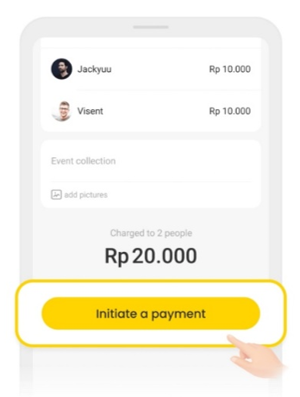 Jackyuu Rp 10.000
Visent Rp 10.000
Event collection
add pictures
Charged to 2 people
Rp 20.000
Initiate a payment